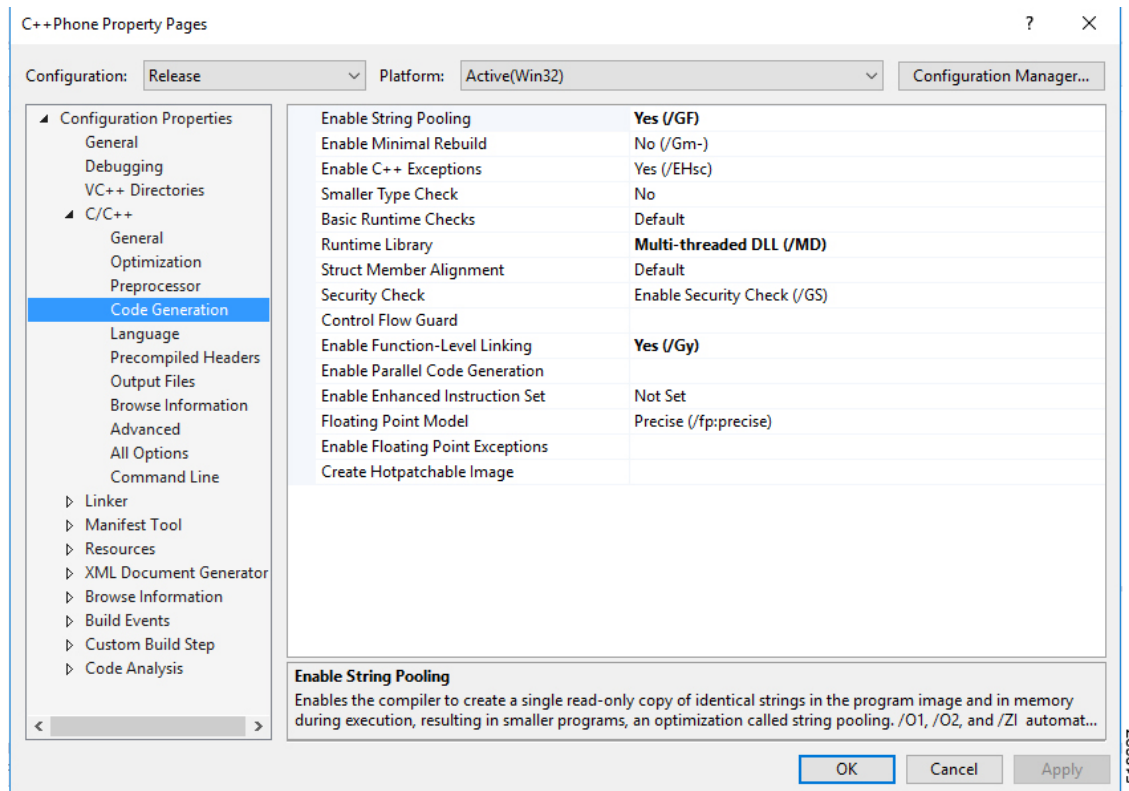 C++Phone Property Pages
?
Configuration: Release Platform: Active(Win32) Configuration Manager...
Configuration Properties
General
Debugging
VC++ Directories
C/C++
General
Optimization
Preprocessor
Code Generation
Language
Precompiled Headers
Output Files
Browse Information
Advanced
All Options
Command Line
Linker
Manifest Tool
Resources
XML Document Generator
Browse Information
Build Events
Custom Build Step
Code Analysis
Enable String Pooling Yes (/GF)
Enable Minimal Rebuild No (/Gm-)
Enable C++ Exceptions Yes (/EHsc)
Smaller Type Check No
Basic Runtime Checks Default
Runtime Library Multi-threaded DLL (/MD)
Struct Member Alignment Default
Security Check Enable Security Check (/GS)
Control Flow Guard
Enable Function-Level Linking Yes (/Gy)
Enable Parallel Code Generation
Enable Enhanced Instruction Set Not Set
Floating Point Model Precise (/fp:precise)
Enable Floating Point Exceptions
Create Hotpatchable Image
Enable String Pooling
Enables the compiler to create a single read-only copy of identical strings in the program image and in memory
during execution, resulting in smaller programs, an optimization called string pooling. /O1, /O2, and /ZI automat...
OK Cancel Apply